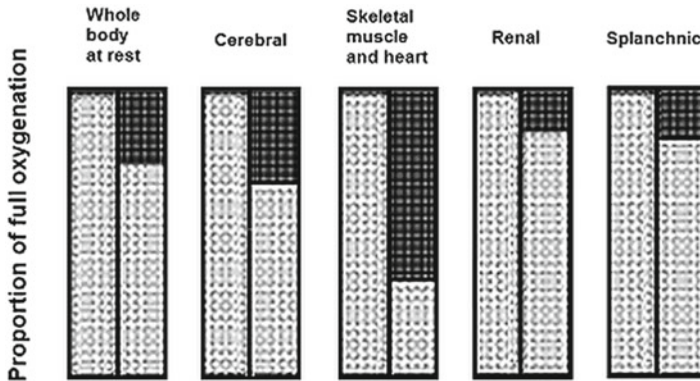 Proportion of full oxygenation
Whole
body
at rest
Cerebral
Skeletal
muscle
and heart
Renal
Splanchnic